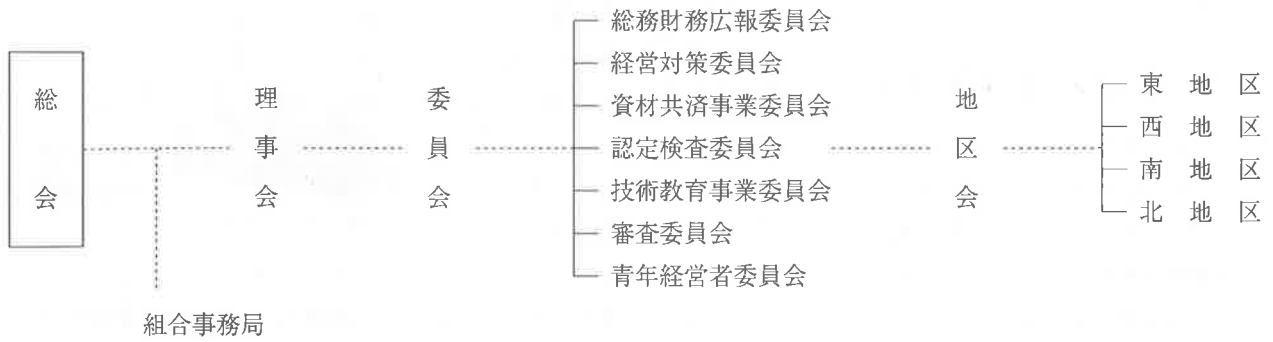 総会
理事会
委員会
総務財務広報委員会
経営対策委員会
資材共済事業委員会
認定検査委員会
技術教育事業委員会
審査委員会
青年経営者委員会
地区会
東地区
西地区
南地区
北地区
組合事務局